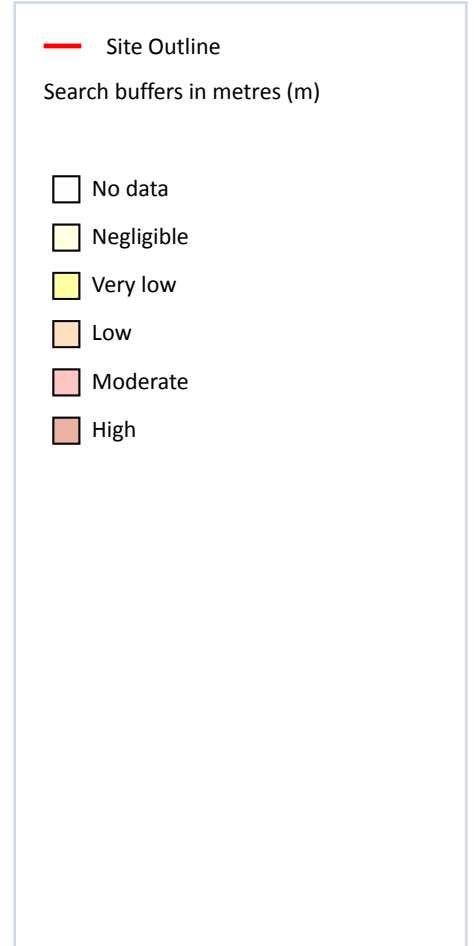 Site Outline
Search buffers in metres (m)
No data
Negligible
Very low
Low
Moderate
High